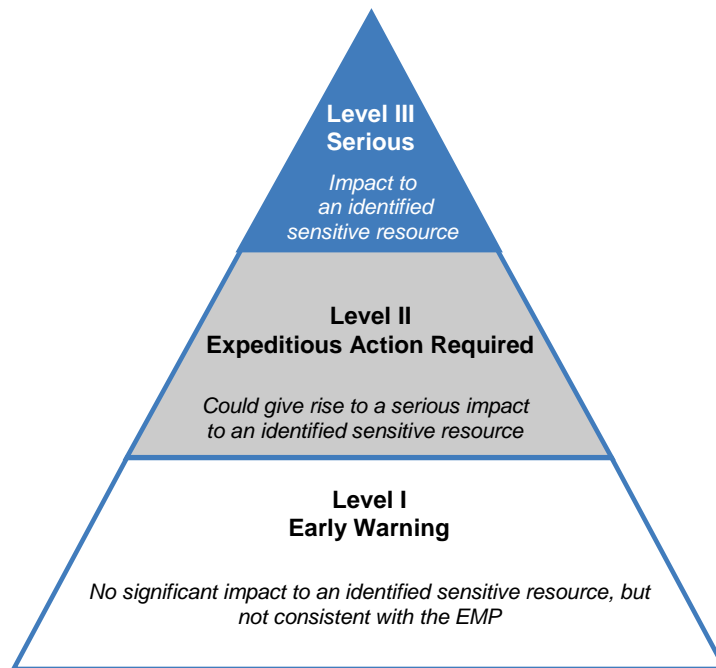 Level III
Serious
Impact to
an identified
sensitive resource
Level II
Expeditious Action Required
Could give rise to a serious impact
to an identified sensitive resource
Level I
Early Warning
No significant impact to an identified sensitive resource, but
not consistent with the EMP